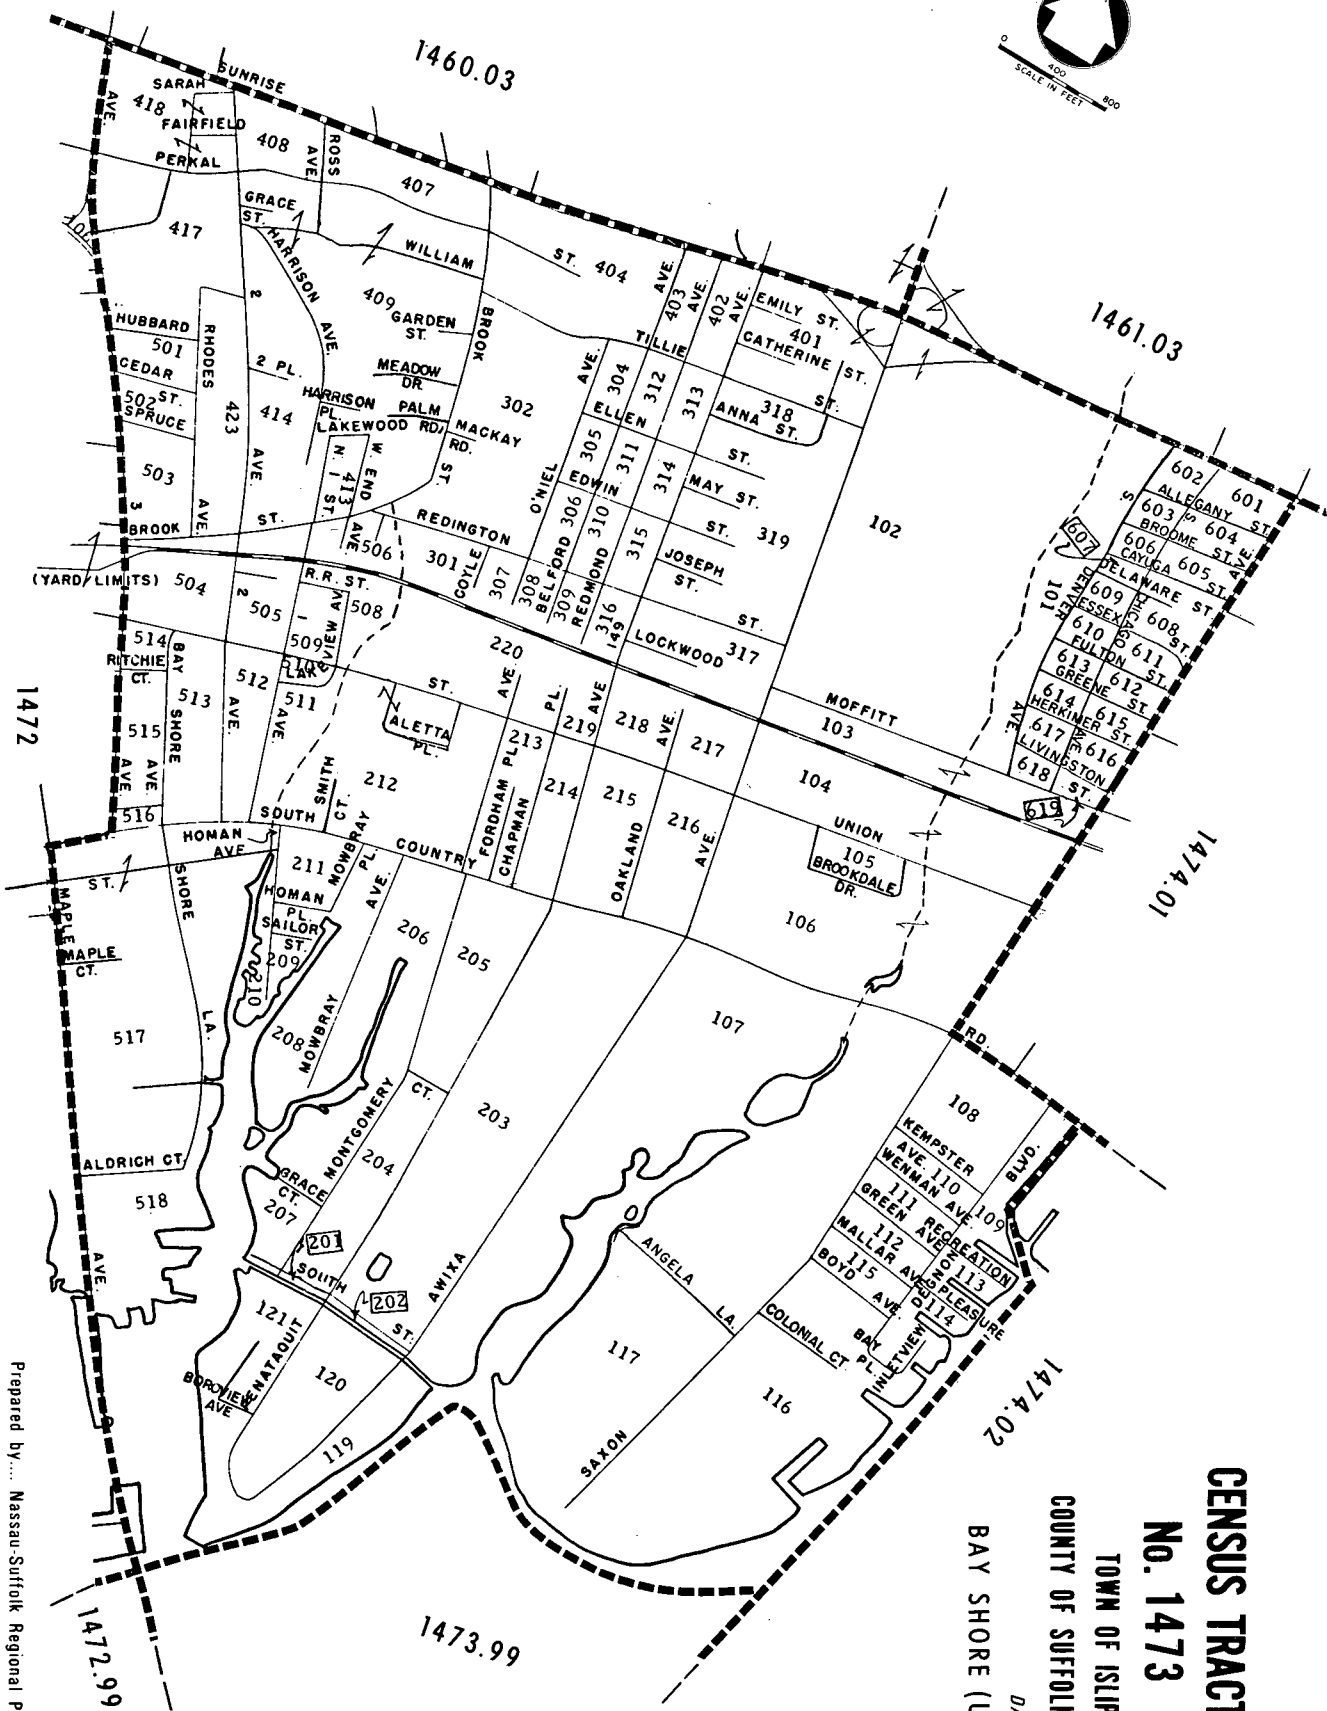 1460.03
0
400
800
SCALE IN FEET
SUNRISE
SARAH
418
AVE.
FAIRFIELD
408
ROSS
AVE.
PERKAL
407
GRACE
ST.
417
HARRISON
AVE.
WILLIAM
ST.
404
AVE.
403
AVE.
402
AVE.
EMILY ST.
401
CATHERINE ST.
1461.03
409
GARDEN
ST.
BROOK
TILLIE
ST.
HUBBARD
501
RHODES
2
2 PL.
MEADOW
DR.
CEDAR
ST.
502
SPRUCE
423
414
HARRISON
PL.
PALM
LAKEWOOD RD.
MACKAY
RD.
302
AVE.
304
312
313
ELLEN
ANNA ST.
318
ST.
305
311
314
503
AVE.
AVE.
N. 1 ST.
413
W. END
AVE
ST.
O'NIEL
EDWIN
MAY ST.
ST.
3
BROOK
ST.
REDINGTON
306
310
315
319
102
BELFORD
REDMOND
JOSEPH
ST.
(YARD LIMITS)
504
506
301
COYLE
307
308
309
316
149
R.R. ST.
2
505
508
LOCKWOOD
317
ST.
602
601
ALLEGANY ST.
603
604
BROOME ST.
606
CAYUGA
605
ST.
AVE
607
DELAWARE ST.
101
DENVER
AVE.
609
ESSEX
CHICAGO
AVE
608
ST.
610
FULTON ST.
611
613
GREENE ST
612
614
HERKIMER ST.
615
617
LIVINGSTON
ST.
616
618
619
514
RITCHIE
CT.
BAY
SHORE
AVE
1
509
510
LAKEVIEW AV
220
ST.
AVE.
1472
513
512
511
AVE.
AVE.
ALETTA
PL.
PL.
219
AVE
218
AVE.
217
MOFFITT
103
515
AVE.
213
SMITH
CT.
212
FORDHAM PL.
CHAPMAN
214
215
104
516
SOUTH
COUNTRY
OAKLAND
216
AVE.
UNION
HOMAN
AVE
MOWBRAY
PL.
211
105
BROOKDALE
DR.
1474.01
ST.
MAPLE
SHORE
LA.
HOMAN
PL.
SAILOR
ST.
209
210
AVE.
206
205
106
MAPLE
CT.
517
208
MOWBRAY
107
RD.
MONTGOMERY
CT.
203
108
KEMPSTER
AVE.
BLVD.
ALDRICH CT.
204
110
WENMAN AVE.
518
GRACE
CT.
207
111
109
GREEN AVE
RECREATION
201
112
MALLAR AVE
113
SOUTH
ST.
AWIXA
ANGELA
LA.
BOYD
AVE.
115
DEGNON
PLEASURE
114
AVE.
202
121
COLONIAL CT.
BAY
PL.
INLETVIEW
PENATAQUIT
120
117
116
1474.02
BOROVIEW
AVE
119
SAXON
1473.99
1472.99
CENSUS TRACT
No. 1473
TOWN OF ISLIP
COUNTY OF SUFFOLK
BAY SHORE (
Prepared by.... Nassau-Suffolk Regional P